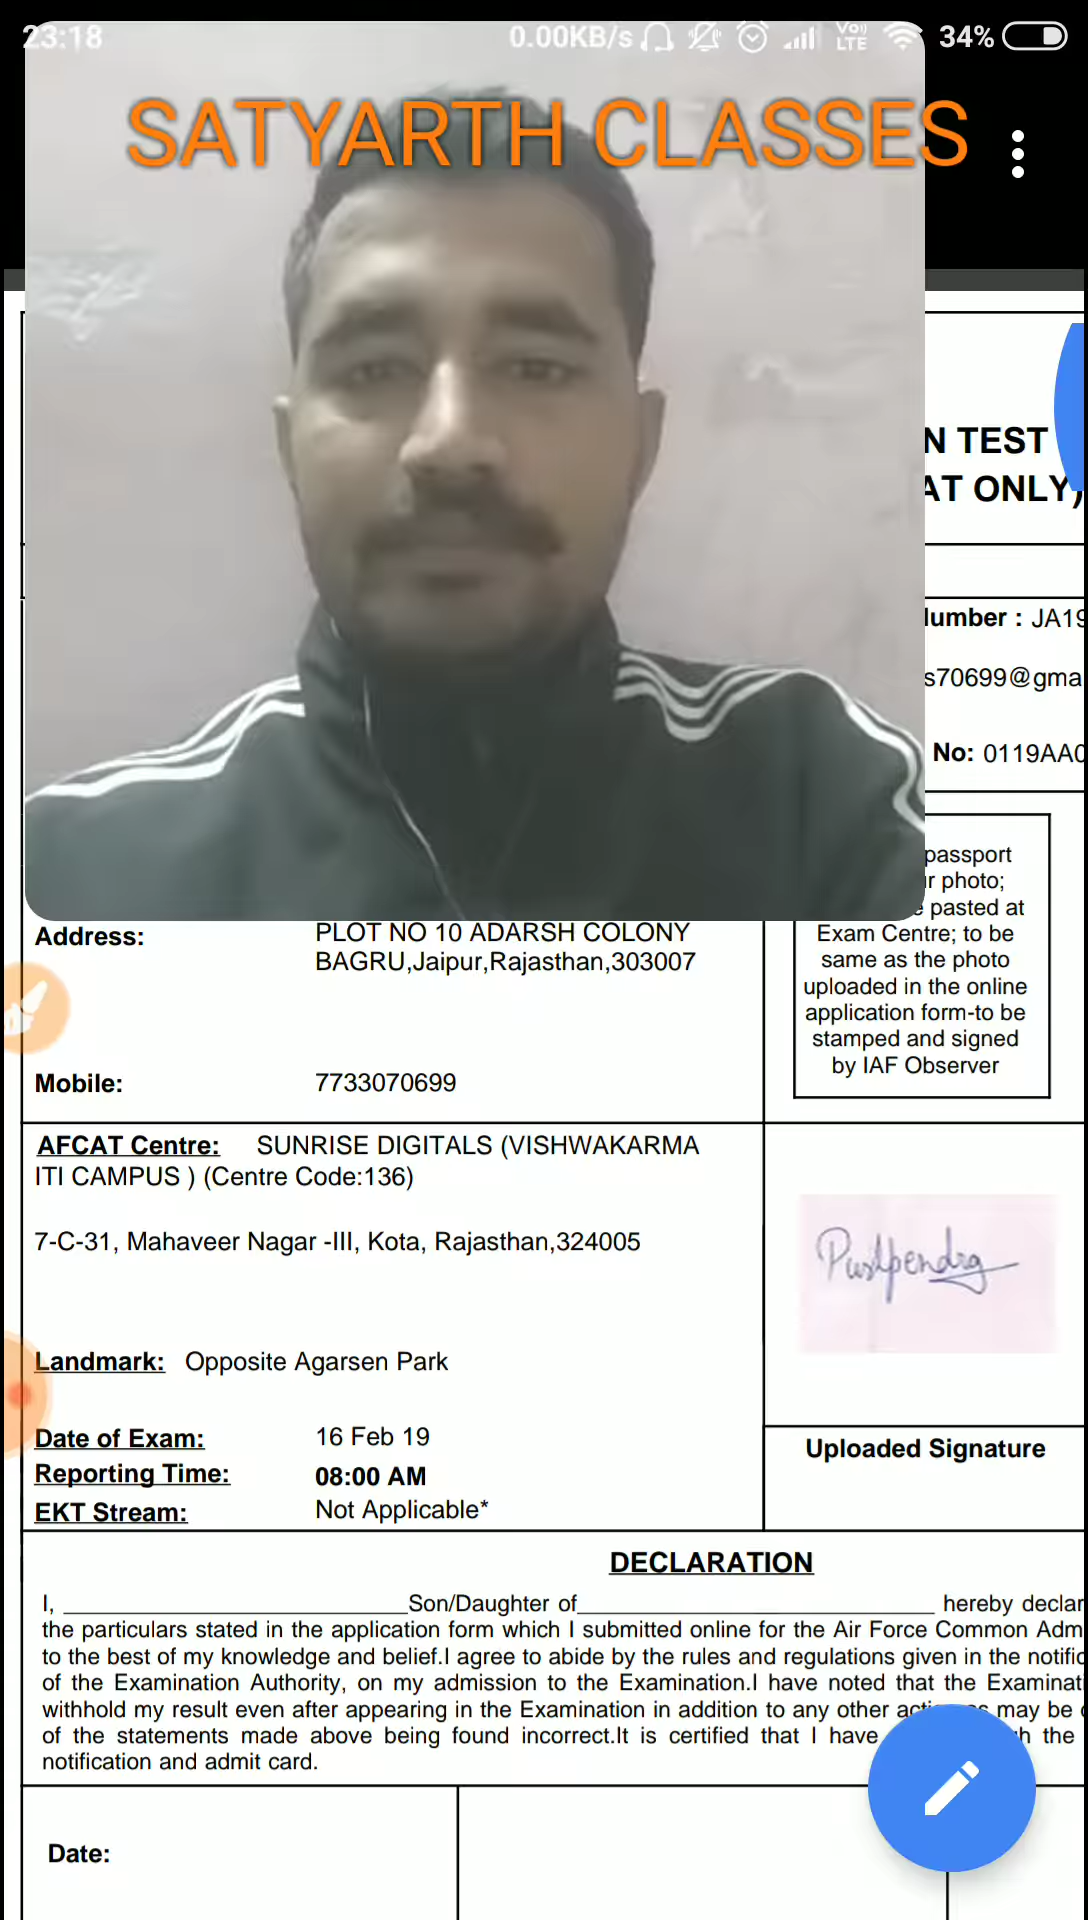 23:18 0.00KB/s Vo) LTE 34%
SATYARTH CLASSES
N TEST
AT ONLY)
umber : JA19
s70699@gma
No: 0119AA0
passport
r photo;
pasted at
Exam Centre; to be
same as the photo
uploaded in the online
application form-to be
stamped and signed
by IAF Observer
Address: PLOT NO 10 ADARSH COLONY
BAGRU,Jaipur,Rajasthan,303007
Mobile: 7733070699
AFCAT Centre: SUNRISE DIGITALS (VISHWAKARMA
ITI CAMPUS ) (Centre Code:136)
7-C-31, Mahaveer Nagar -III, Kota, Rajasthan,324005
Landmark: Opposite Agarsen Park
Date of Exam: 16 Feb 19
Reporting Time: 08:00 AM
EKT Stream: Not Applicable*
Pushpendra
Uploaded Signature
DECLARATION
I, __________________________Son/Daughter of___________________________ hereby declar
the particulars stated in the application form which I submitted online for the Air Force Common Adm
to the best of my knowledge and belief.I agree to abide by the rules and regulations given in the notific
of the Examination Authority, on my admission to the Examination.I have noted that the Examinati
withhold my result even after appearing in the Examination in addition to any other may be
of the statements made above being found incorrect.It is certified that I have the
notification and admit card.
Date: